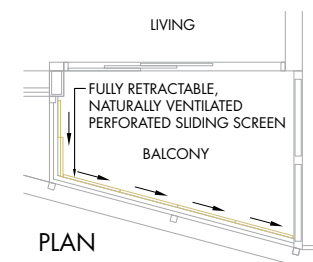 LIVING
FULLY RETRACTABLE,
NATURALLY VENTILATED
PERFORATED SLIDING SCREEN
BALCONY
PLAN